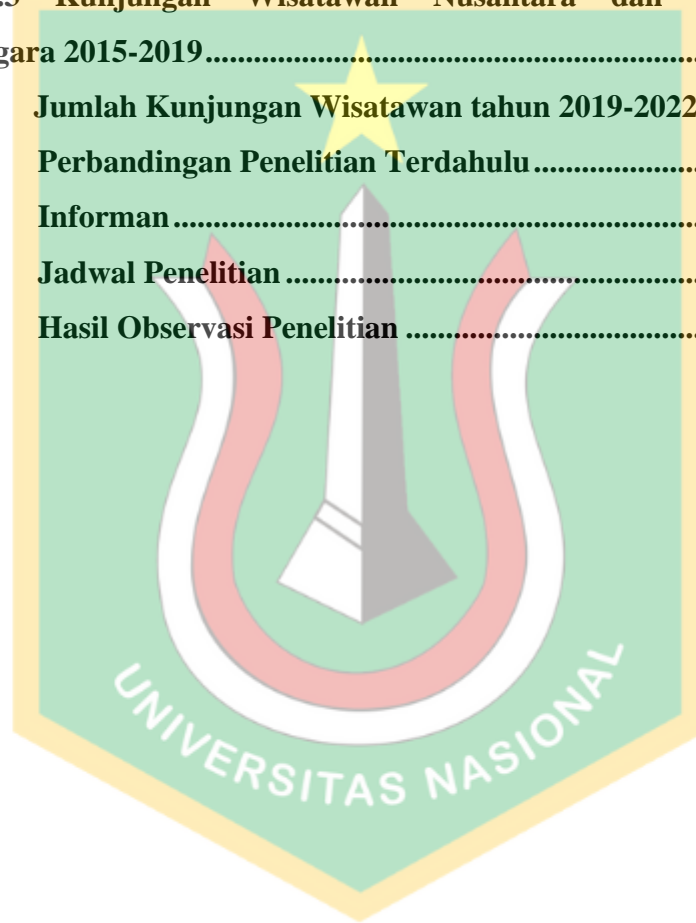 .3 Kunjungan Wisatawan Nusantara dan
gara 2015-2019
Jumlah Kunjungan Wisatawan tahun 2019-2022
Perbandingan Penelitian Terdahulu
Informan
Jadwal Penelitian
Hasil Observasi Penelitian
UNIVERSITAS NASIONAL